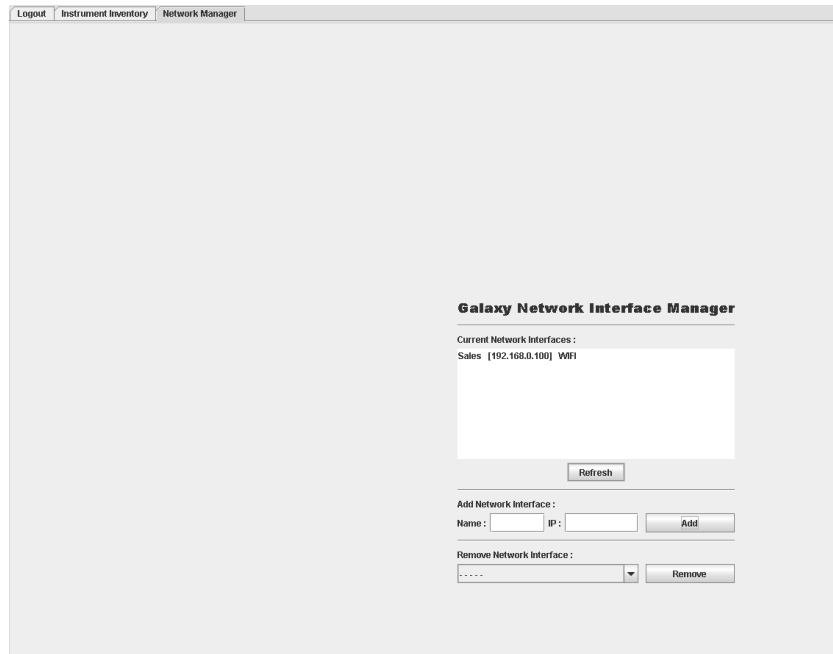 Logout Instrument Inventory Network Manager
Galaxy Network Interface Manager
Current Network Interfaces :
Sales [192.168.0.100] WIFI
Refresh
Add Network Interface :
Name : IP : Add
Remove Network Interface :
- - - - - Remove